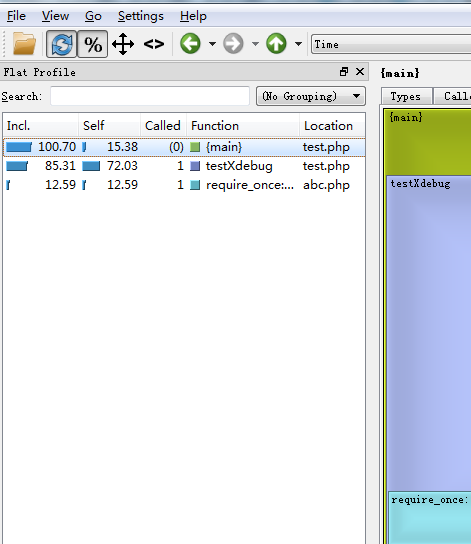 File View Go Settings Help
% <> Time
Flat Profile
{main}
Search: (No Grouping)
Types
Incl. Self Called Function Location
{main}
100.70 15.38 (0) {main} test.php
85.31 72.03 1 testXdebug test.php
testXdebug
12.59 12.59 1 require_once:... abc.php
require_once: